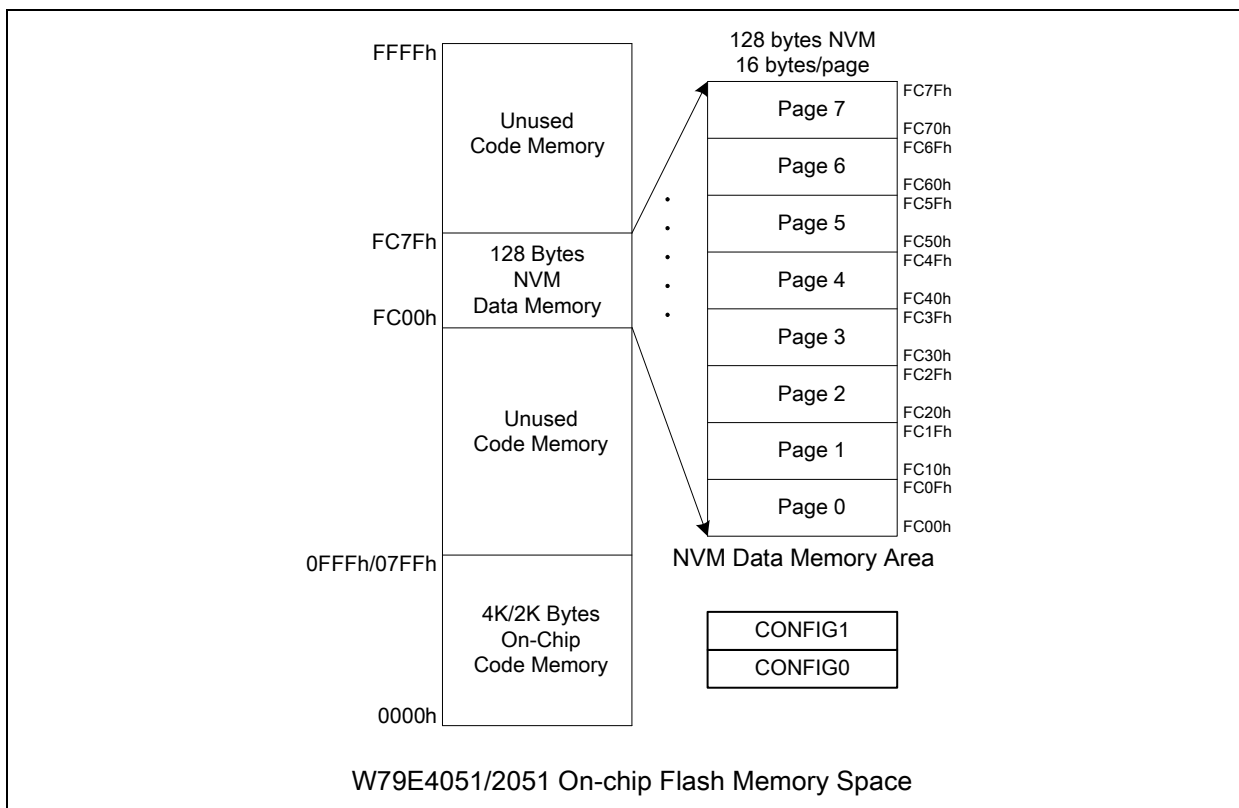 FFFFh
Unused
Code Memory
FC7Fh
128 Bytes
NVM
Data Memory
FC00h
Unused
Code Memory
0FFFh/07FFh
4K/2K Bytes
On-Chip
Code Memory
0000h
128 bytes NVM
16 bytes/page
Page 7
FC7Fh
FC70h
Page 6
FC6Fh
FC60h
Page 5
FC5Fh
FC50h
Page 4
FC4Fh
FC40h
Page 3
FC3Fh
FC30h
Page 2
FC2Fh
FC20h
Page 1
FC1Fh
FC10h
Page 0
FC0Fh
FC00h
NVM Data Memory Area
CONFIG1
CONFIG0
W79E4051/2051 On-chip Flash Memory Space